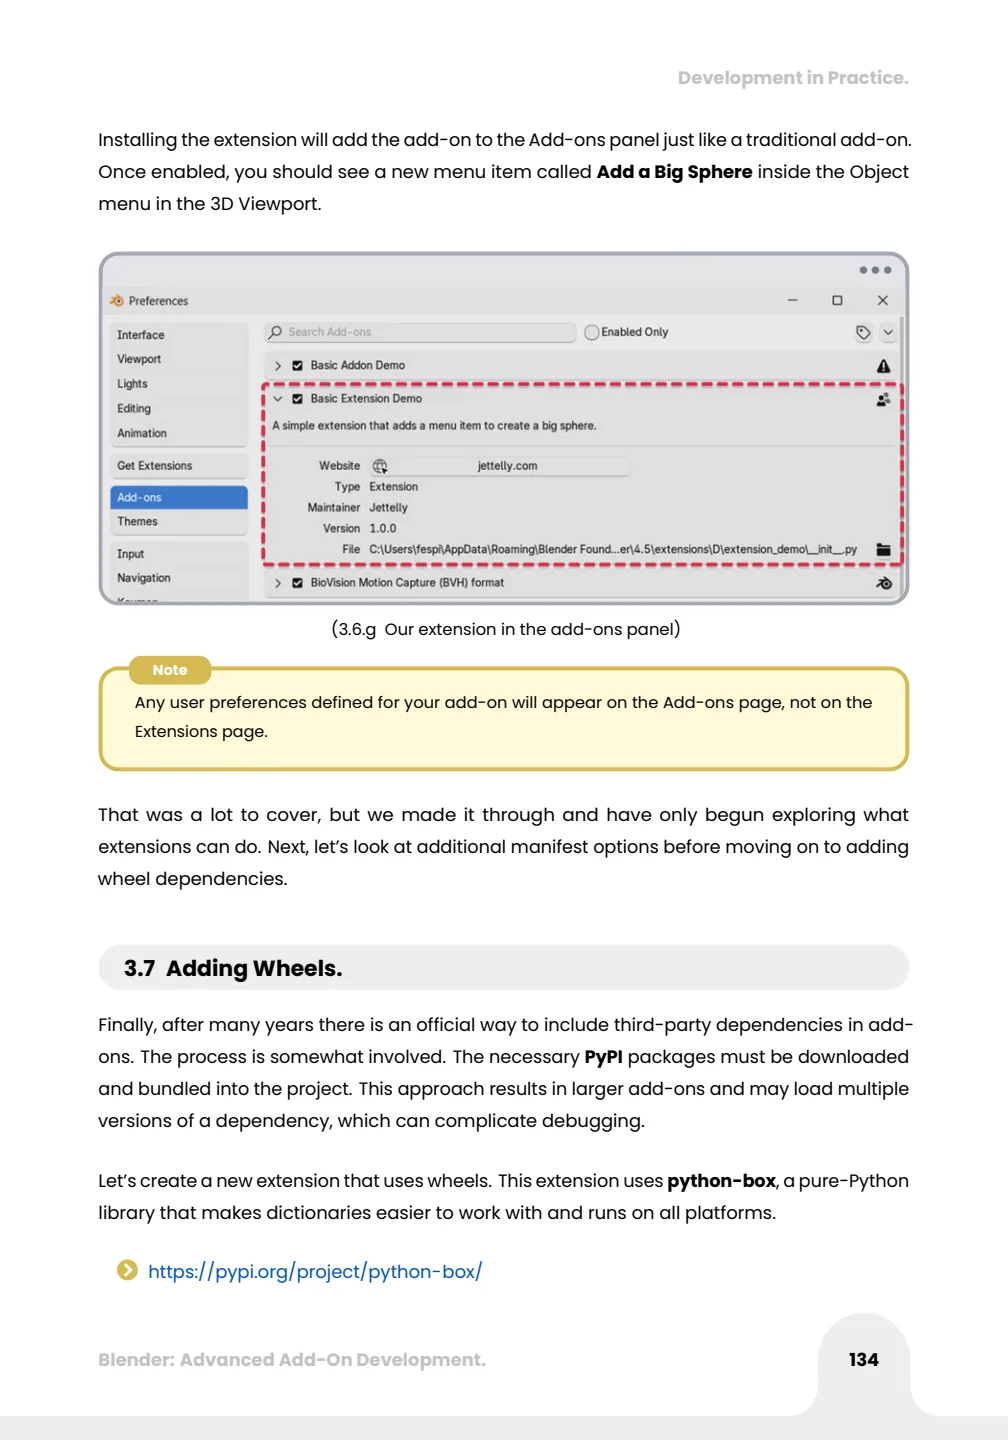 Development in Practice.
Installing the extension will add the add-on to the Add-ons panel just like a traditional add-on.
Once enabled, you should see a new menu item called Add a Big Sphere inside the Object
menu in the 3D Viewport.
Preferences
Interface
Viewport
Lights
Editing
Animation
Get Extensions
Add-ons
Themes
Input
Navigation
Search Add-ons
Enabled Only
Basic Addon Demo
Basic Extension Demo
A simple extension that adds a menu item to create a big sphere.
Website jettelly.com
Type Extension
Maintainer Jettelly
Version 1.0.0
File C:\Users\fespi\AppData\Roaming\Blender Found...er\4.5\extensions\D\extension_demo\__init__.py
BioVision Motion Capture (BVH) format
(3.6.g Our extension in the add-ons panel)
Note
Any user preferences defined for your add-on will appear on the Add-ons page, not on the
Extensions page.
That was a lot to cover, but we made it through and have only begun exploring what
extensions can do. Next, let's look at additional manifest options before moving on to adding
wheel dependencies.
3.7 Adding Wheels.
Finally, after many years there is an official way to include third-party dependencies in add-
ons. The process is somewhat involved. The necessary PyPI packages must be downloaded
and bundled into the project. This approach results in larger add-ons and may load multiple
versions of a dependency, which can complicate debugging.
Let's create a new extension that uses wheels. This extension uses python-box, a pure-Python
library that makes dictionaries easier to work with and runs on all platforms.
https://pypi.org/project/python-box/
Blender: Advanced Add-On Development.
134